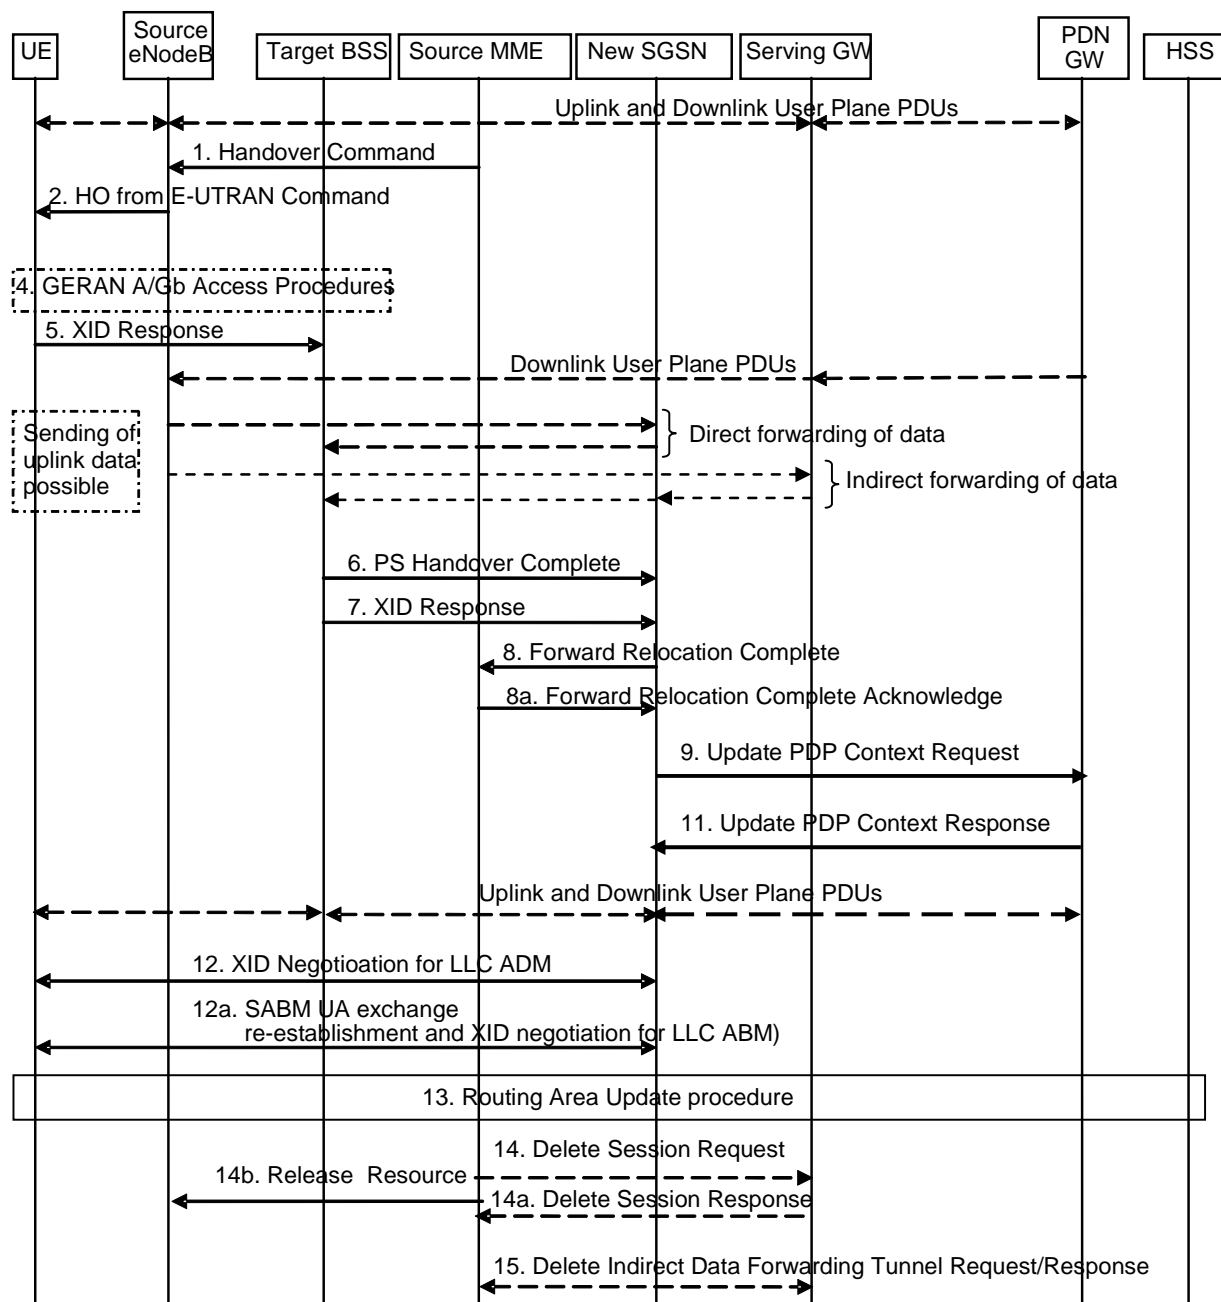 UE
Source
eNodeB
Target BSS
Source MME
New SGSN
Serving GW
PDN
GW
HSS
Uplink and Downlink User Plane PDUs
1. Handover Command
2. HO from E-UTRAN Command
4. GERAN A/Gb Access Procedures
5. XID Response
Downlink User Plane PDUs
Sending of
uplink data
possible
Direct forwarding of data
Indirect forwarding of data
6. PS Handover Complete
7. XID Response
8. Forward Relocation Complete
8a. Forward Relocation Complete Acknowledge
9. Update PDP Context Request
11. Update PDP Context Response
Uplink and Downlink User Plane PDUs
12. XID Negotioation for LLC ADM
12a. SABM UA exchange
re-establishment and XID negotiation for LLC ABM)
13. Routing Area Update procedure
14. Delete Session Request
14b. Release Resource
14a. Delete Session Response
15. Delete Indirect Data Forwarding Tunnel Request/Response